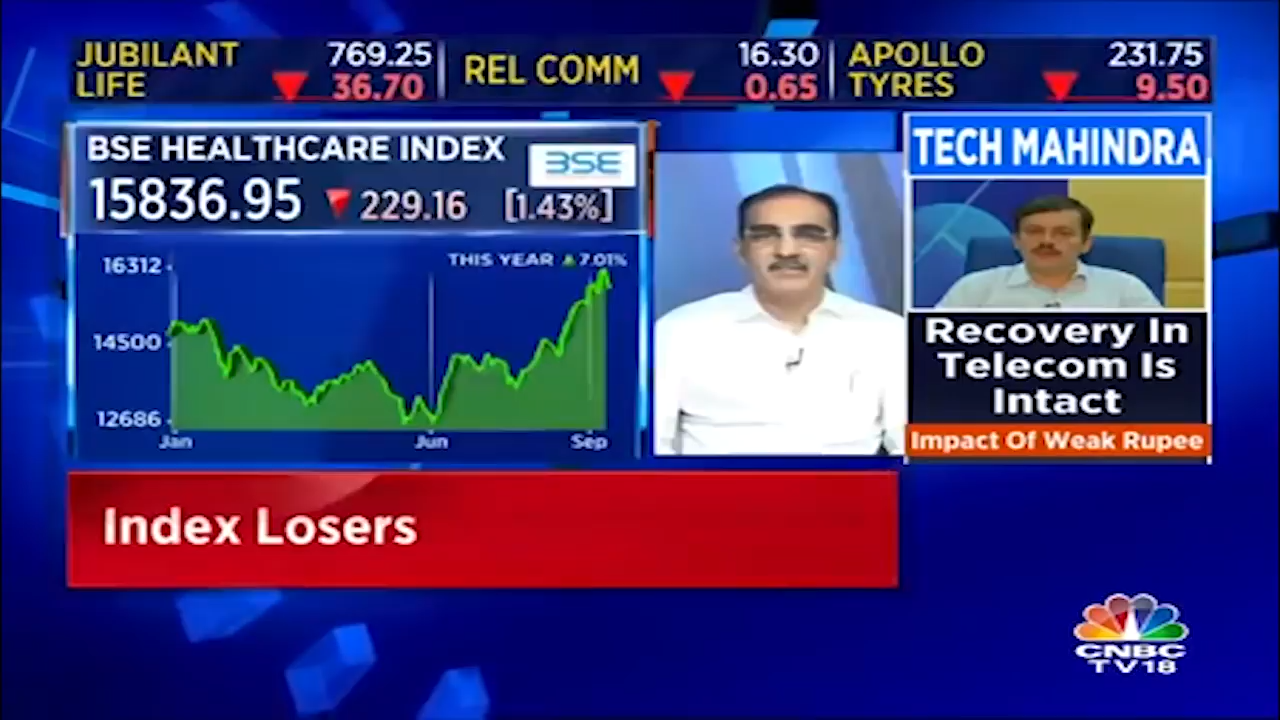 JUBILANT LIFE 769.25 36.70
REL COMM 16.30 0.65
APOLLO TYRES 231.75 9.50
BSE HEALTHCARE INDEX
BSE
15836.95 229.16 [1.43%]
THIS YEAR 7.01%
16312
14500
12686
Jan Jun Sep
TECH MAHINDRA
Recovery In
Telecom Is
Intact
Impact Of Weak Rupee
Index Losers
CNBC
TV18